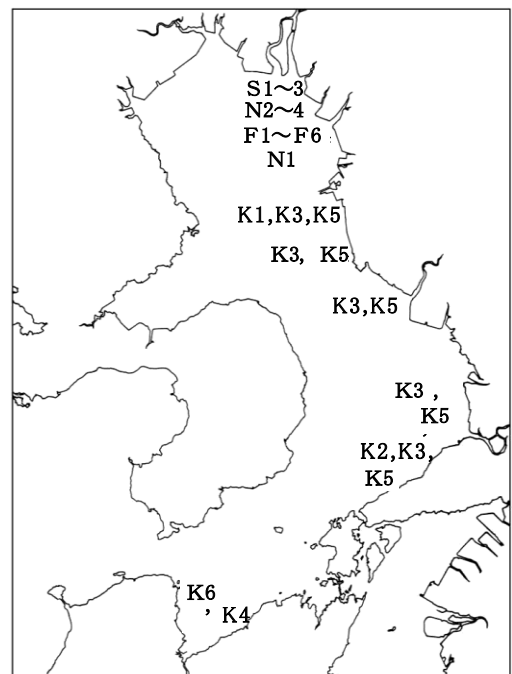 S1～3
N2～4
F1～F6
N1
K1,K3,K5
K3, K5
K3,K5
K3 ,
K5
K2,K3,
K5
K6
, K4